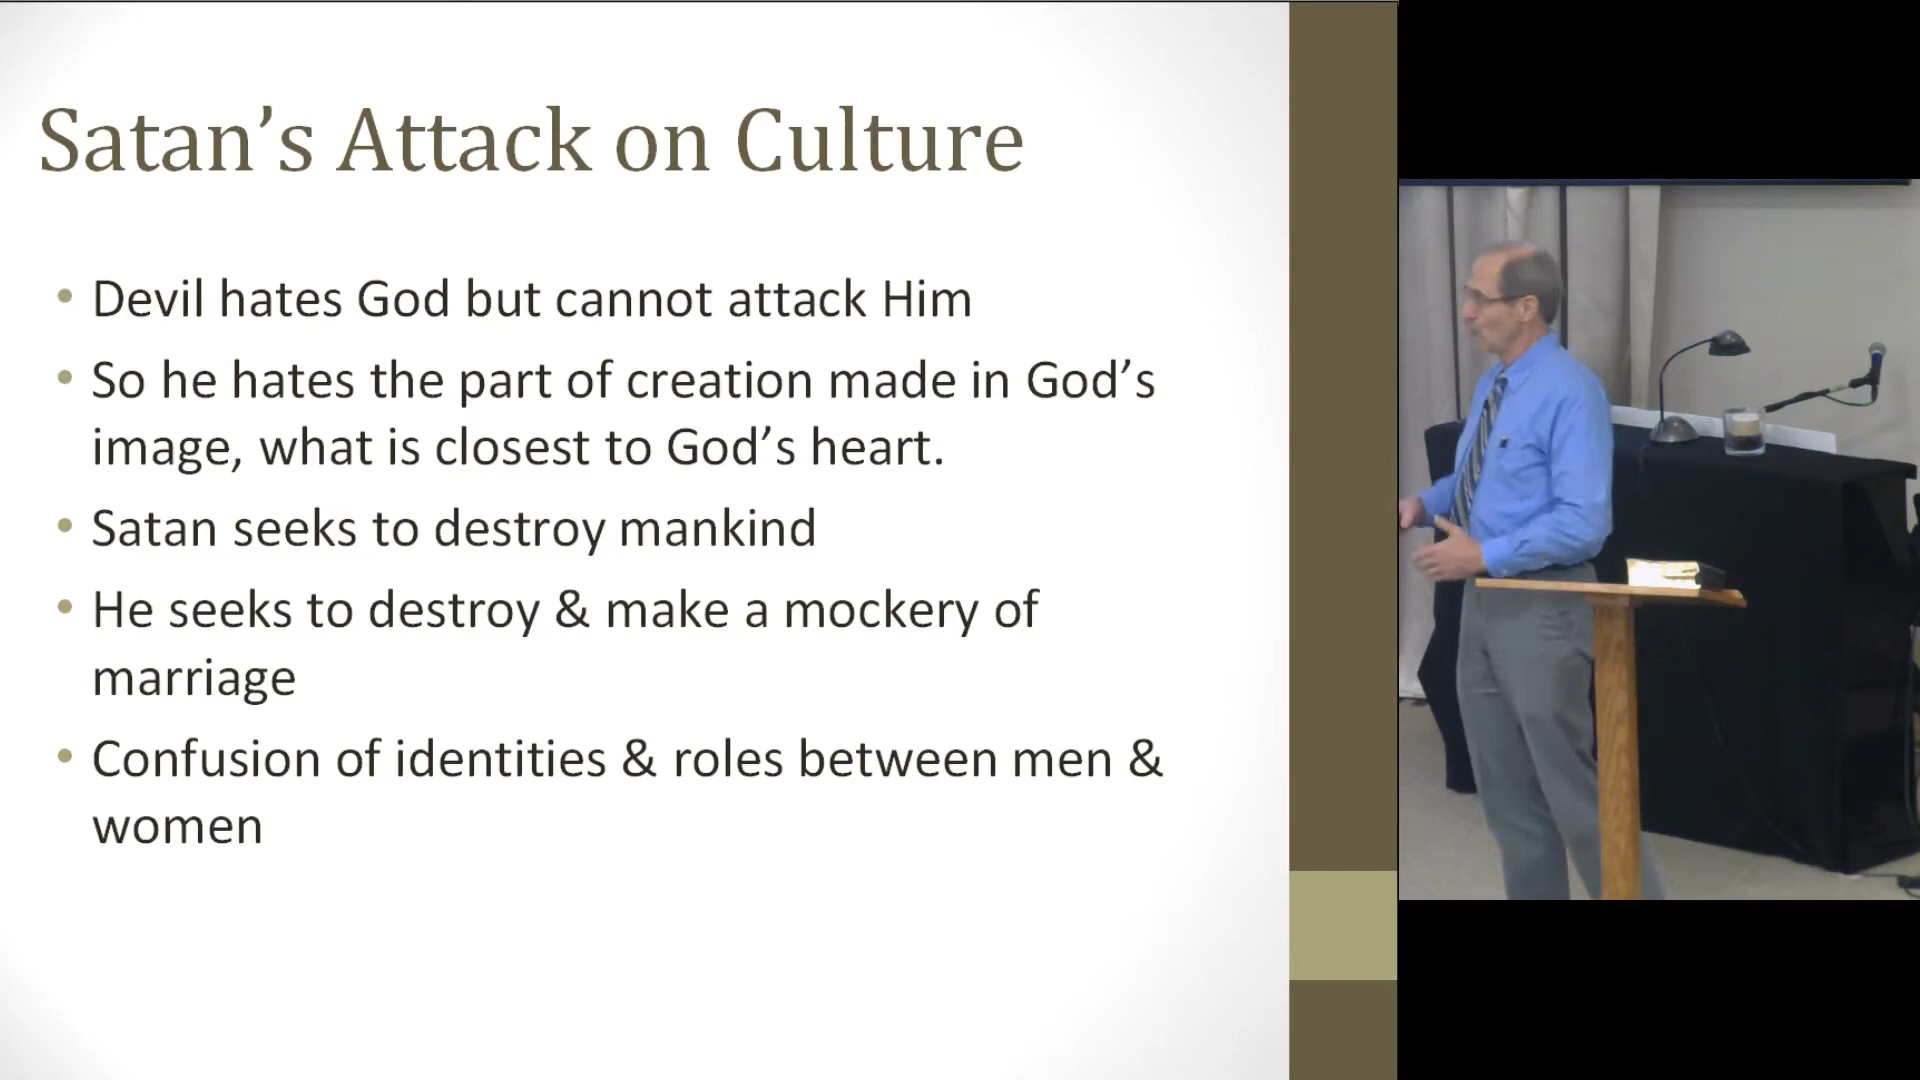 Satan’s Attack on Culture
• Devil hates God but cannot attack Him
• So he hates the part of creation made in God’s
image, what is closest to God’s heart.
• Satan seeks to destroy mankind
• He seeks to destroy & make a mockery of
marriage
• Confusion of identities & roles between men &
women